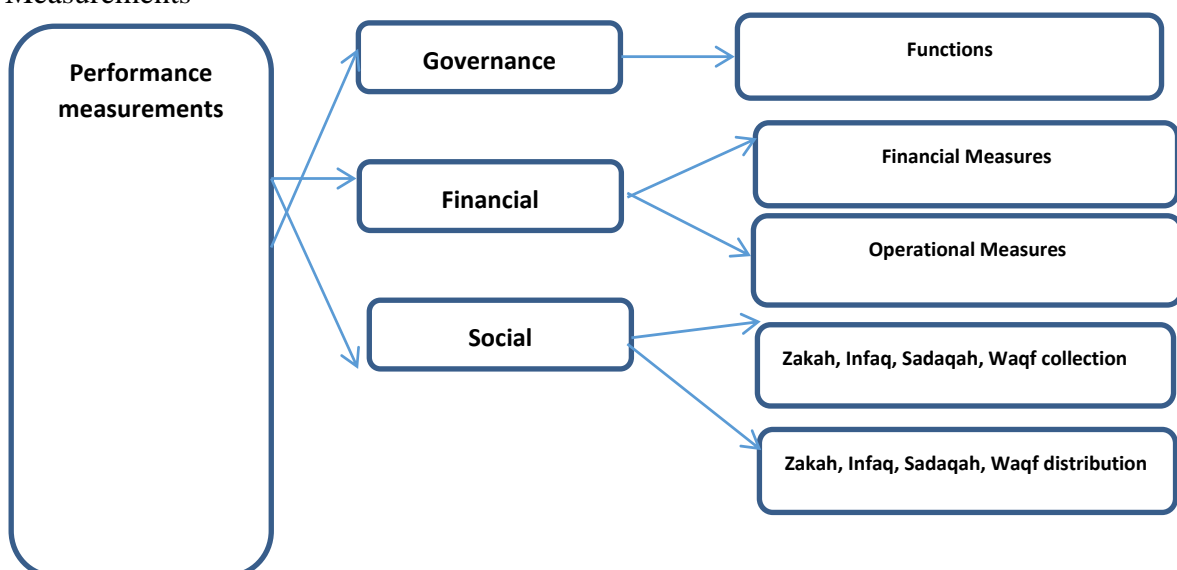 Measurements
Performance
measurements
Governance
Functions
Financial
Financial Measures
Operational Measures
Social
Zakah, Infaq, Sadaqah, Waqf collection
Zakah, Infaq, Sadaqah, Waqf distribution